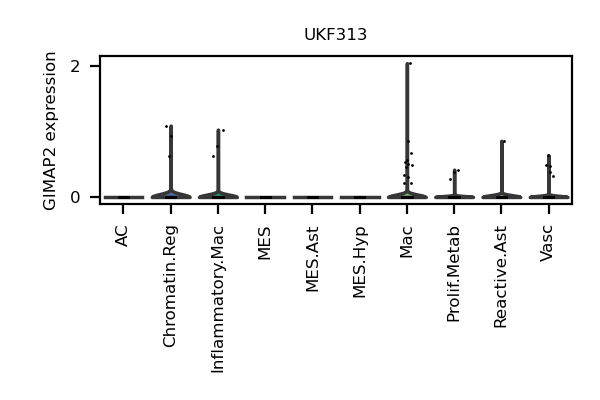 UKF313
GIMAP2 expression
2
0
AC
Chromatin.Reg
Inflammatory.Mac
MES
MES.Ast
MES.Hyp
Mac
Prolif.Metab
Reactive.Ast
Vasc